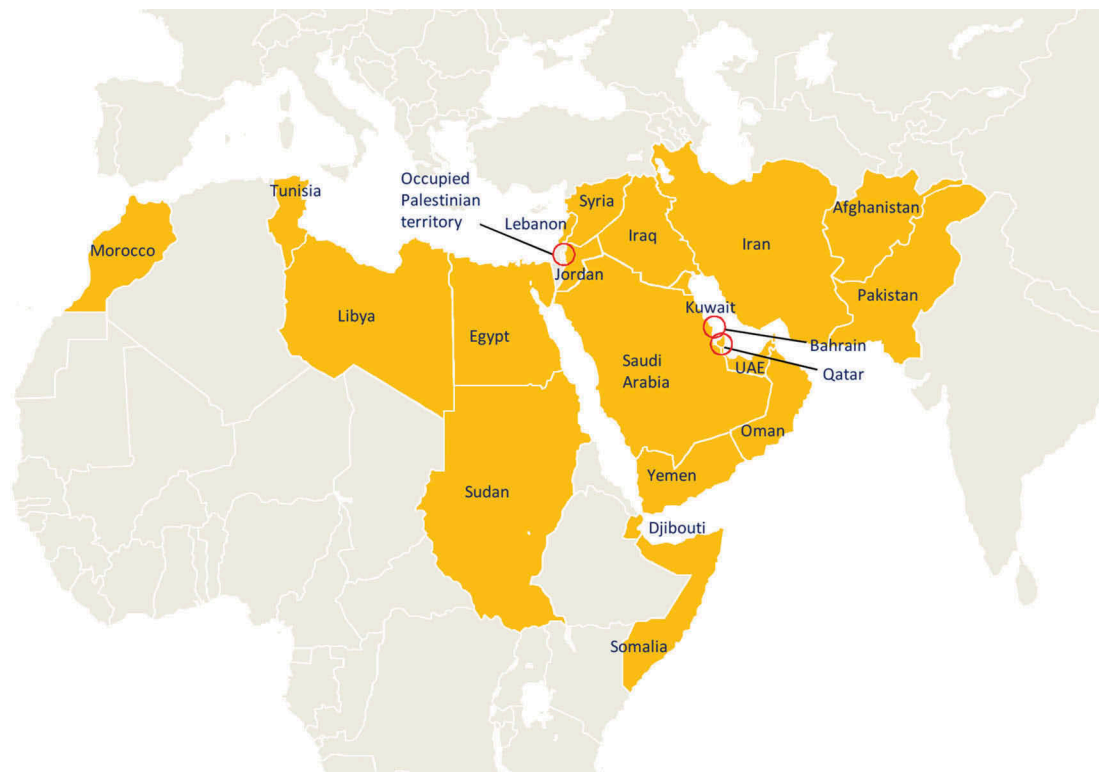 Tunisia
Occupied
Palestinian
territory
Syria
Afghanistan
Lebanon
Morocco
Iraq
Iran
Jordan
Pakistan
Kuwait
Libya
Egypt
Bahrain
Saudi
Arabia
UAE
Qatar
Oman
Yemen
Sudan
Djibouti
Somalia